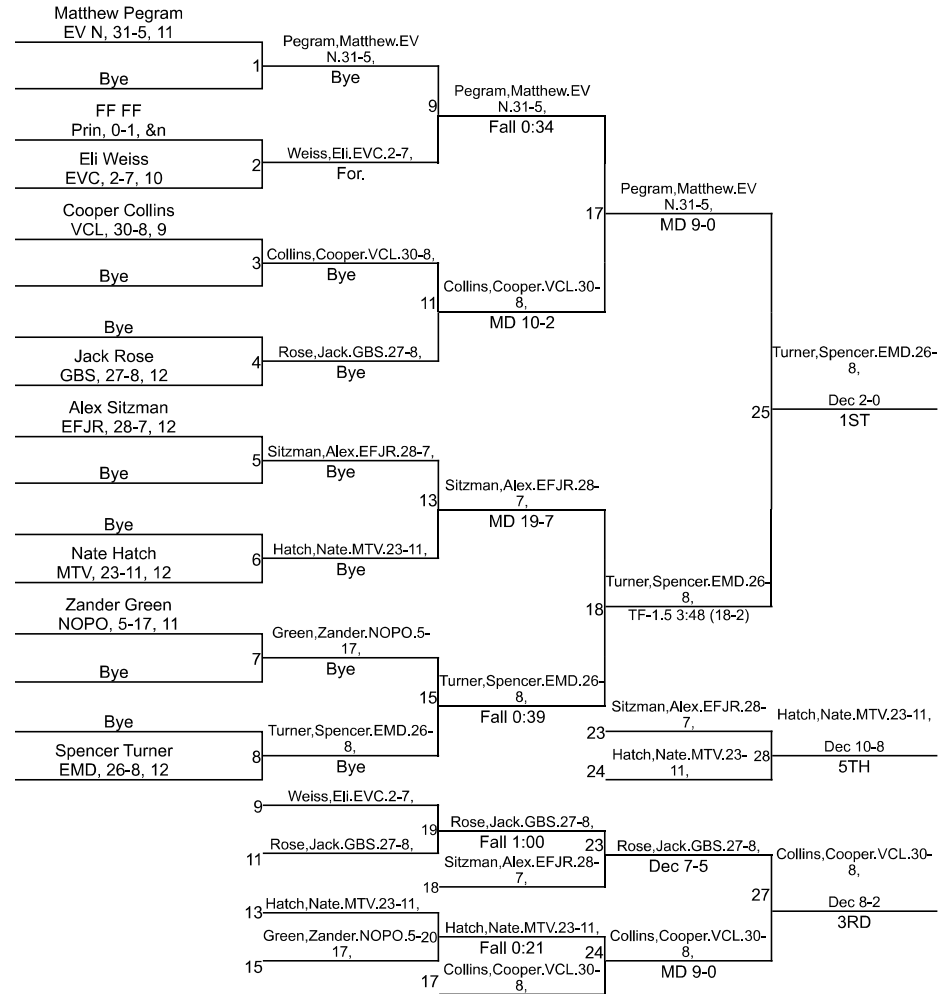 Matthew Pegram
EV N, 31-5, 11
Bye
1
Pegram,Matthew.EV
N.31-5,
Bye
FF FF
Prin, 0-1, &n
Eli Weiss
EVC, 2-7, 10
2
Weiss,Eli.EVC.2-7,
For.
9
Pegram,Matthew.EV
N.31-5,
Fall 0:34
Cooper Collins
VCL, 30-8, 9
Bye
3
Collins,Cooper.VCL.30-8,
Bye
Bye
Jack Rose
GBS, 27-8, 12
4
Rose,Jack.GBS.27-8,
Bye
11
Collins,Cooper.VCL.30-
8,
MD 10-2
17
Pegram,Matthew.EV
N.31-5,
MD 9-0
Alex Sitzman
EFJR, 28-7, 12
Bye
5
Sitzman,Alex.EFJR.28-7,
Bye
Bye
Nate Hatch
MTV, 23-11, 12
6
Hatch,Nate.MTV.23-11,
Bye
13
Sitzman,Alex.EFJR.28-
7,
MD 19-7
Zander Green
NOPO, 5-17, 11
Bye
7
Green,Zander.NOPO.5-
17,
Bye
Bye
Spencer Turner
EMD, 26-8, 12
8
Turner,Spencer.EMD.26-
8,
Bye
15
Turner,Spencer.EMD.26-
8,
Fall 0:39
18
Turner,Spencer.EMD.26-
8,
TF-1.5 3:48 (18-2)
25
Turner,Spencer.EMD.26-
8,
Dec 2-0
1ST
23
Sitzman,Alex.EFJR.28-
7,
24
Hatch,Nate.MTV.23-
11,
28
Hatch,Nate.MTV.23-11,
Dec 10-8
5TH
9
Weiss,Eli.EVC.2-7,
11
Rose,Jack.GBS.27-8,
19
Rose,Jack.GBS.27-8,
Fall 1:00
18
Sitzman,Alex.EFJR.28-
7,
23
Rose,Jack.GBS.27-8,
Dec 7-5
13
Hatch,Nate.MTV.23-11,
15
Green,Zander.NOPO.5-
17,
20
Hatch,Nate.MTV.23-11,
Fall 0:21
17
Collins,Cooper.VCL.30-
8,
24
Collins,Cooper.VCL.30-
8,
MD 9-0
27
Collins,Cooper.VCL.30-
8,
Dec 8-2
3RD